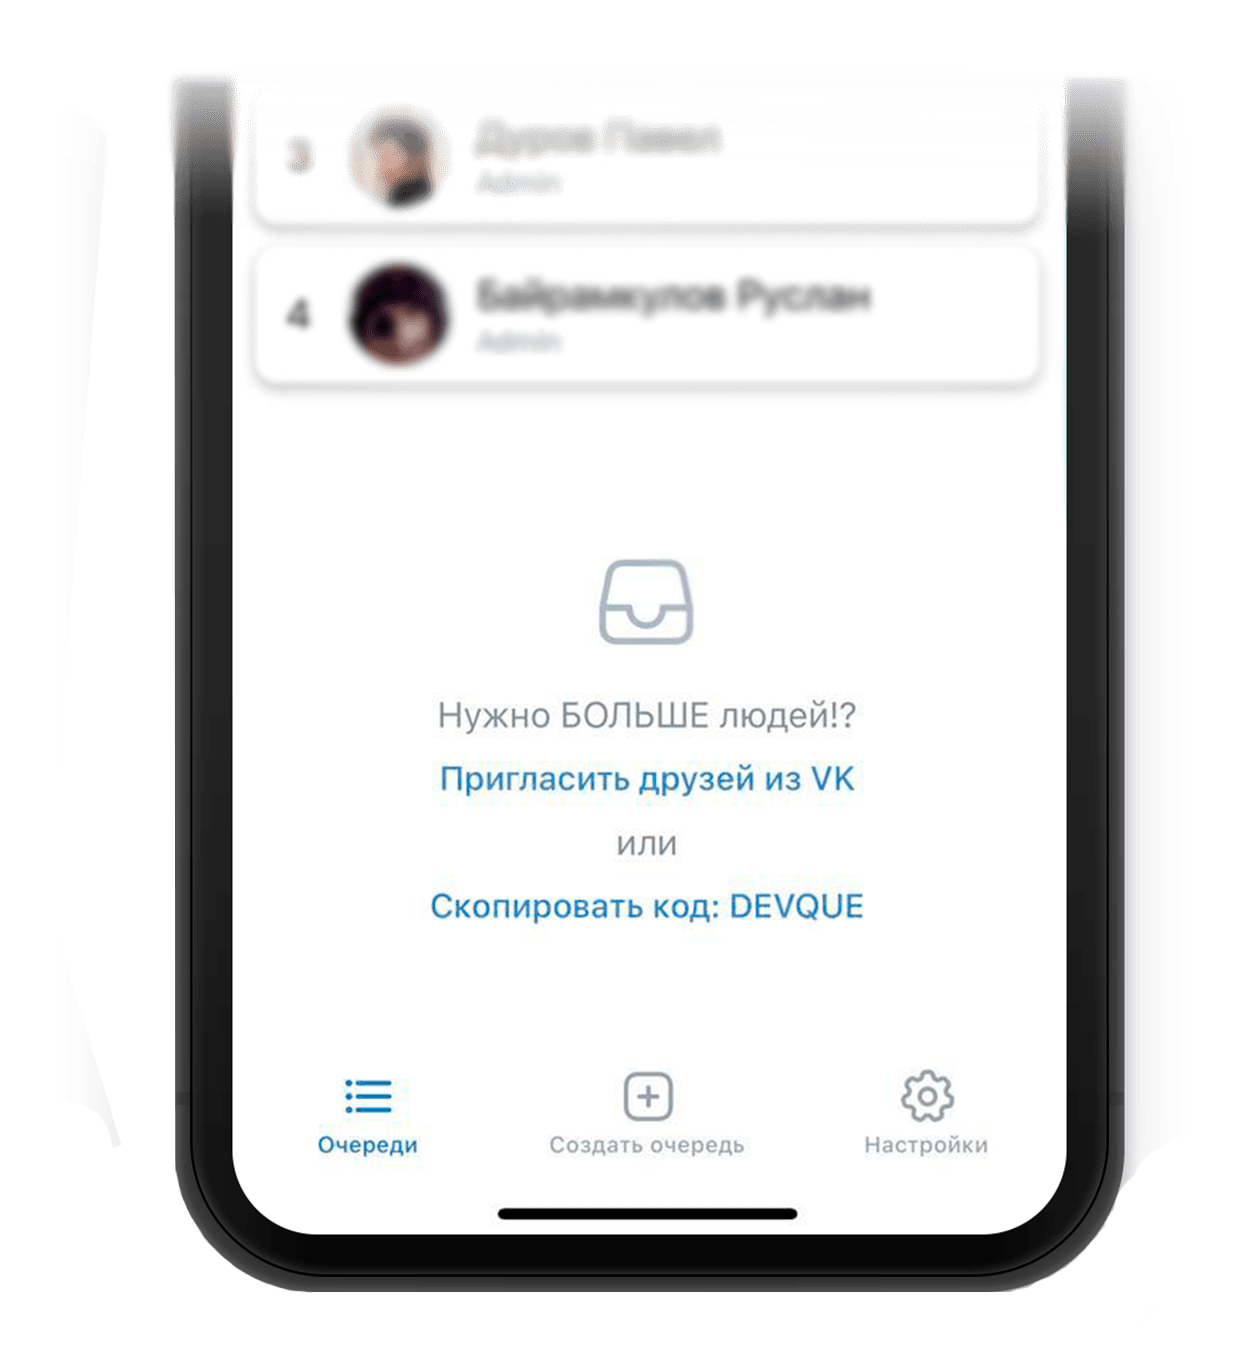 3
Дуров Павел
Admin
4
Байрамкулов Руслан
Admin
Нужно БОЛЬШЕ людей!?
Пригласить друзей из VK
или
Скопировать код: DEVQUE
Очереди
Создать очередь
Настройки